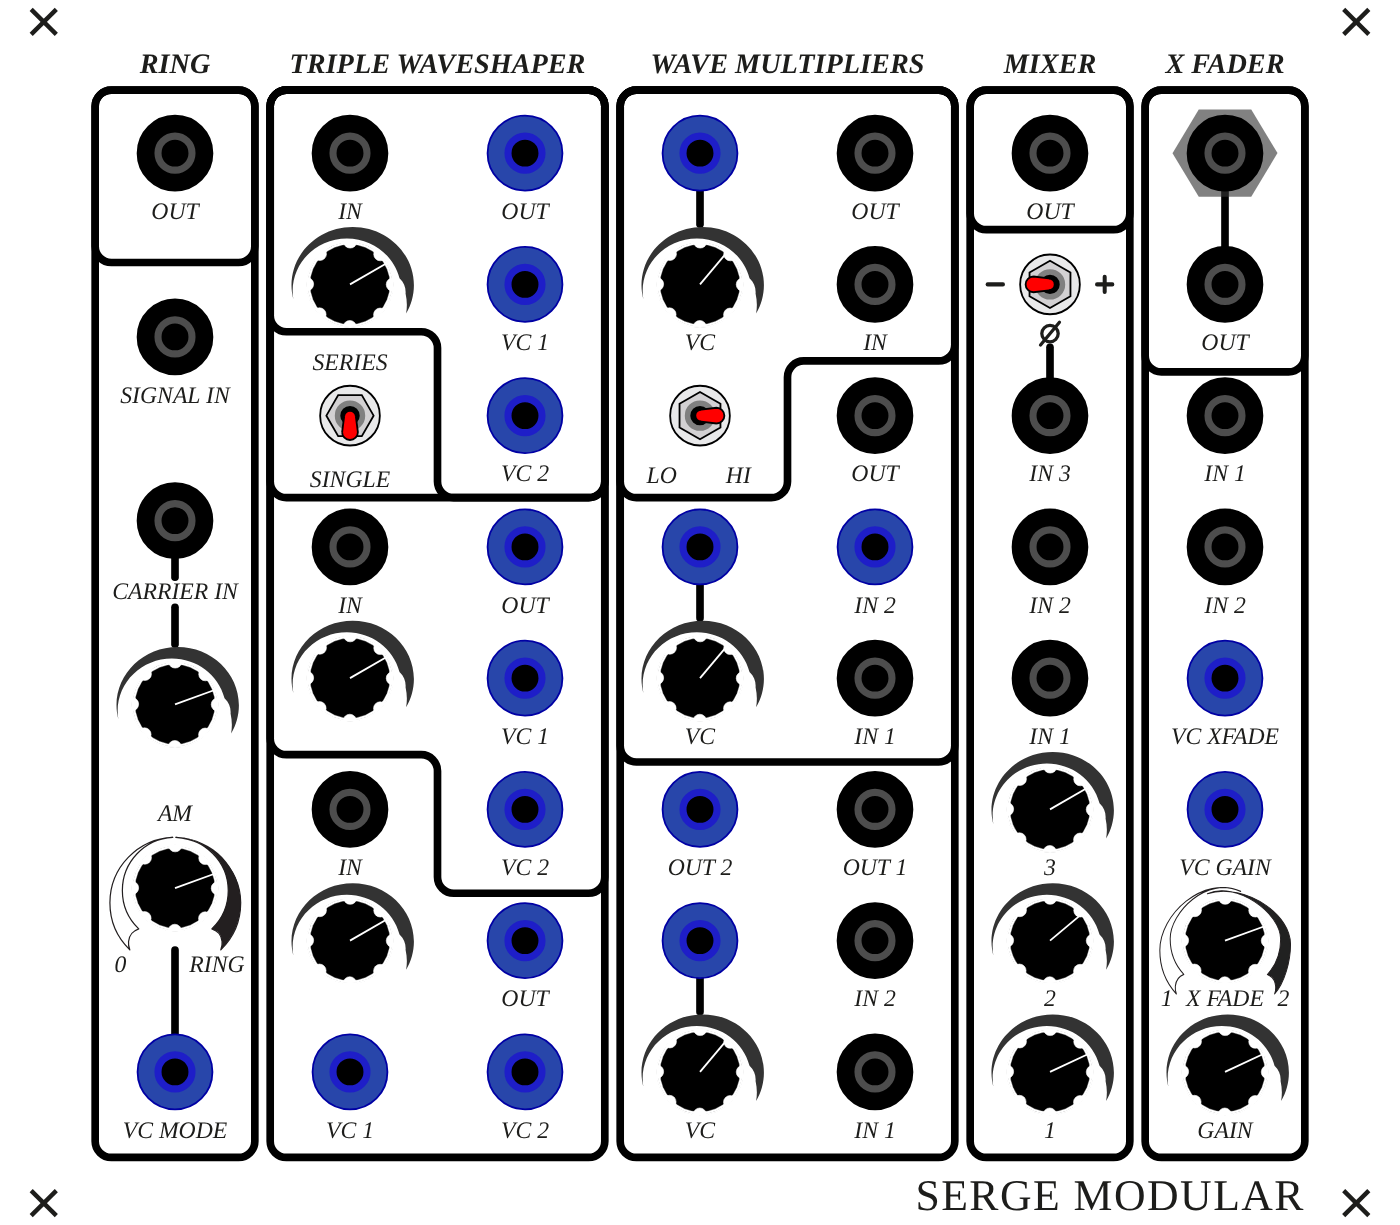 RING
OUT
SIGNAL IN
CARRIER IN
AM
0 RING
VC MODE
TRIPLE WAVESHAPER
IN OUT
VC 1
SERIES
SINGLE
VC 2
IN OUT
VC 1
IN VC 2
OUT
VC 1 VC 2
WAVE MULTIPLIERS
OUT
VC IN
LO HI
OUT
IN 2
VC IN 1
OUT 2 OUT 1
IN 2
VC IN 1
MIXER
OUT
− +
Ø
IN 3
IN 2
IN 1
3
2
1
X FADER
OUT
IN 1
IN 2
VC XFADE
VC GAIN
1 X FADE 2
GAIN
SERGE MODULAR